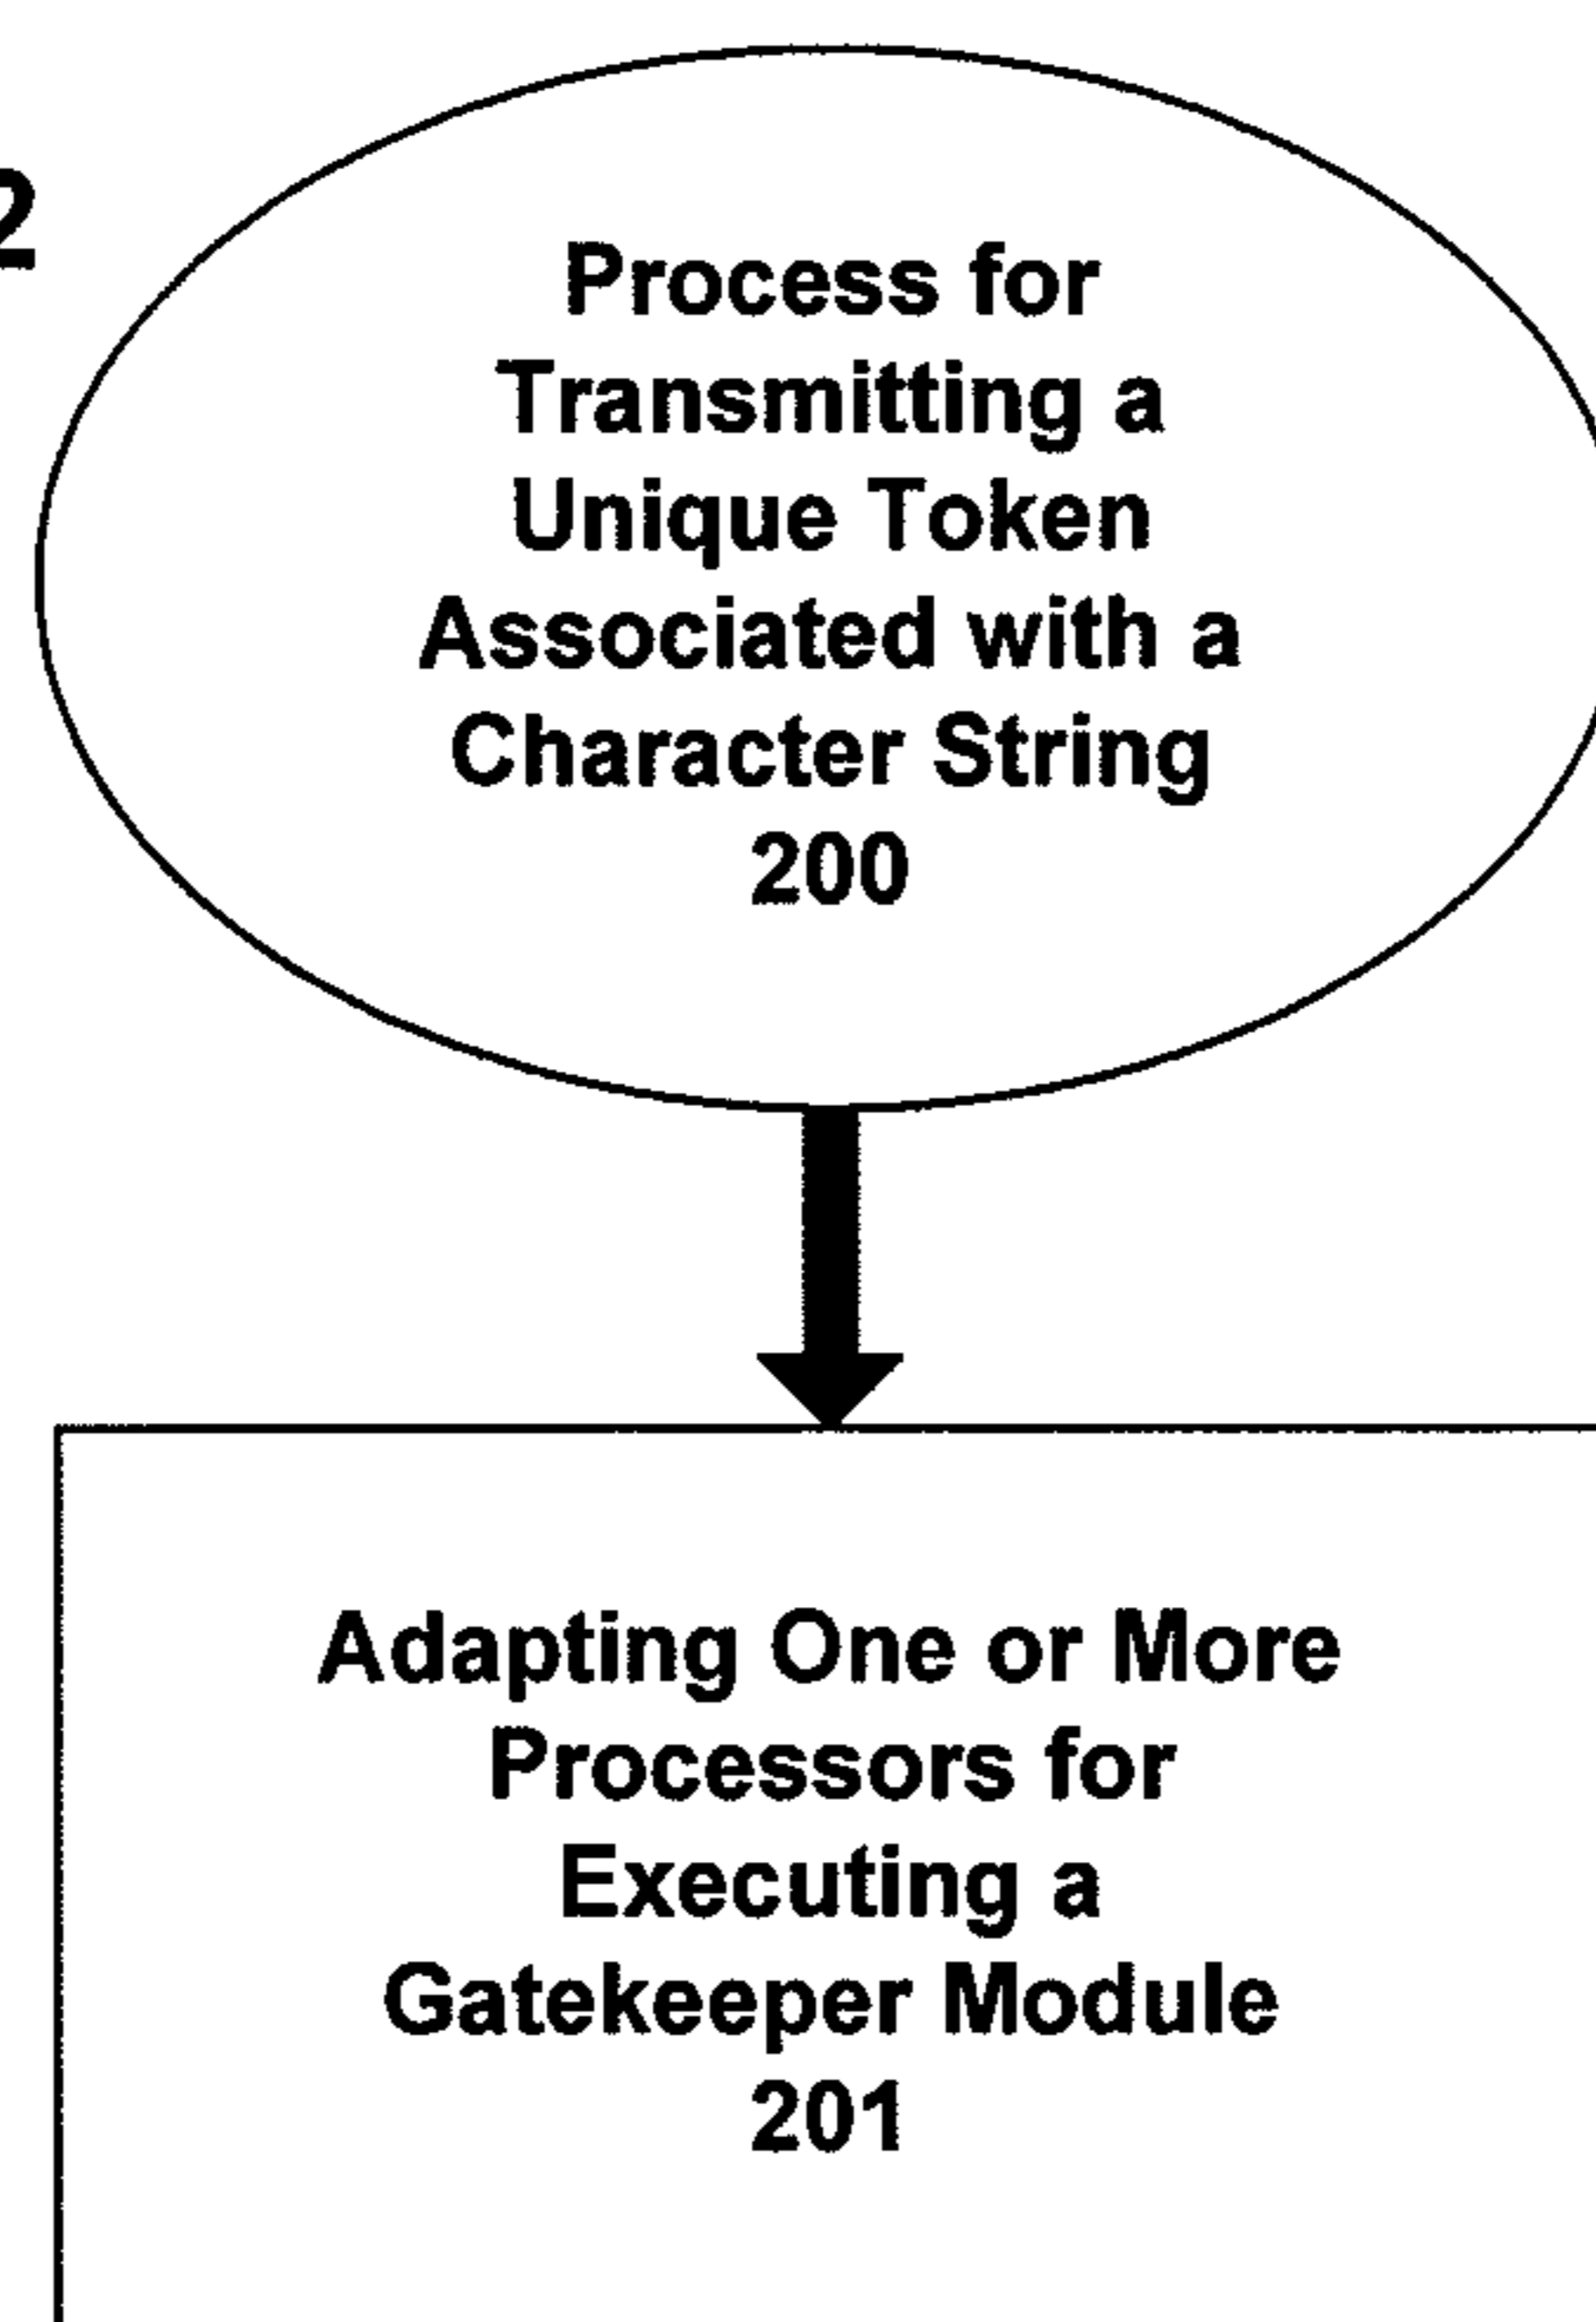 2
Process for
Transmitting a
Unique Token
Associated with a
Character String
200
Adapting One or More
Processors for
Executing a
Gatekeeper Module
201